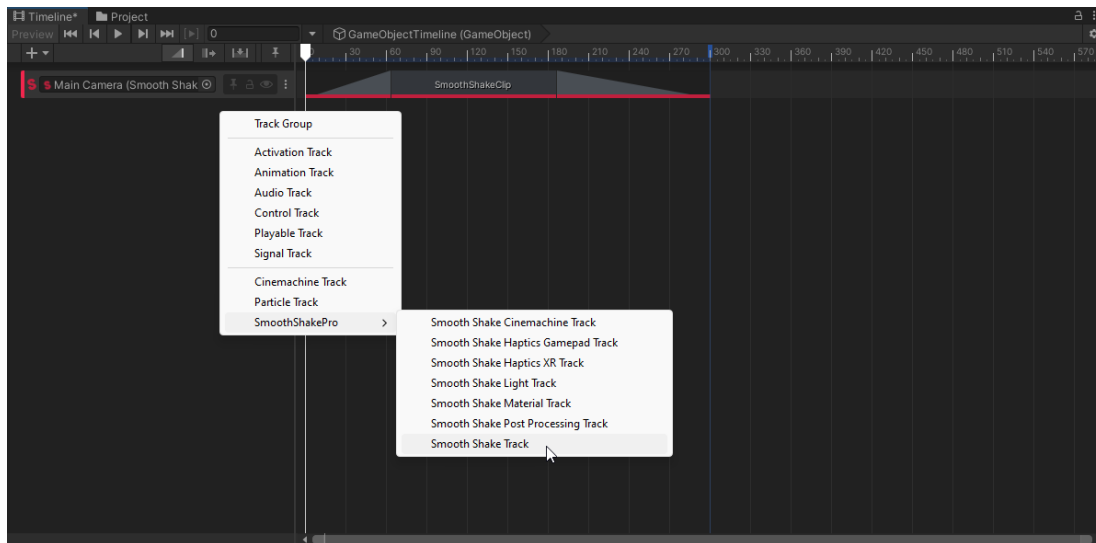 Timeline* Project
Preview 0 GameObjectTimeline (GameObject)
0 30 60 90 120 150 180 210 240 270 300 330 360 390 420 450 480 510 540 570
S S Main Camera (Smooth Shak
SmoothShakeClip
Track Group
Activation Track
Animation Track
Audio Track
Control Track
Playable Track
Signal Track
Cinemachine Track
Particle Track
SmoothShakePro
Smooth Shake Cinemachine Track
Smooth Shake Haptics Gamepad Track
Smooth Shake Haptics XR Track
Smooth Shake Light Track
Smooth Shake Material Track
Smooth Shake Post Processing Track
Smooth Shake Track